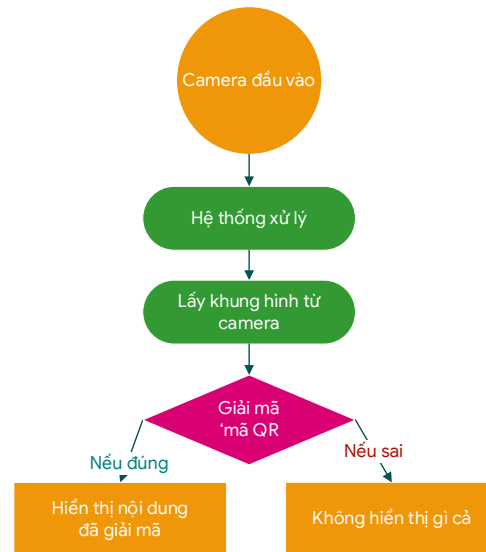 Camera đầu vào
Hệ thống xử lý
Lấy khung hình từ
camera
Giải mã
‘mã QR
Nếu đúng
Nếu sai
Hiển thị nội dung
đã giải mã
Không hiển thị gì cả